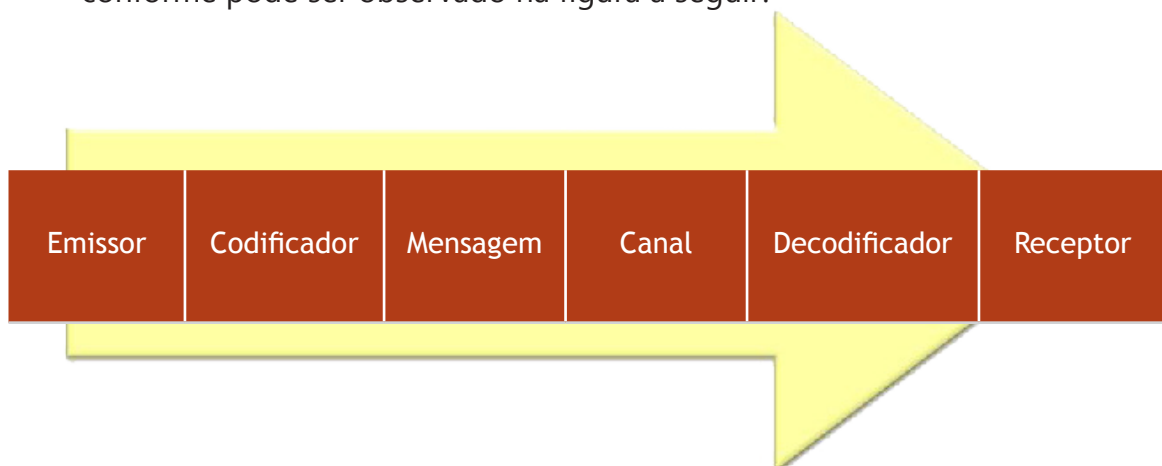 conforme pode ser observado na figura a seguir:
Emissor Codificador Mensagem Canal Decodificador Receptor